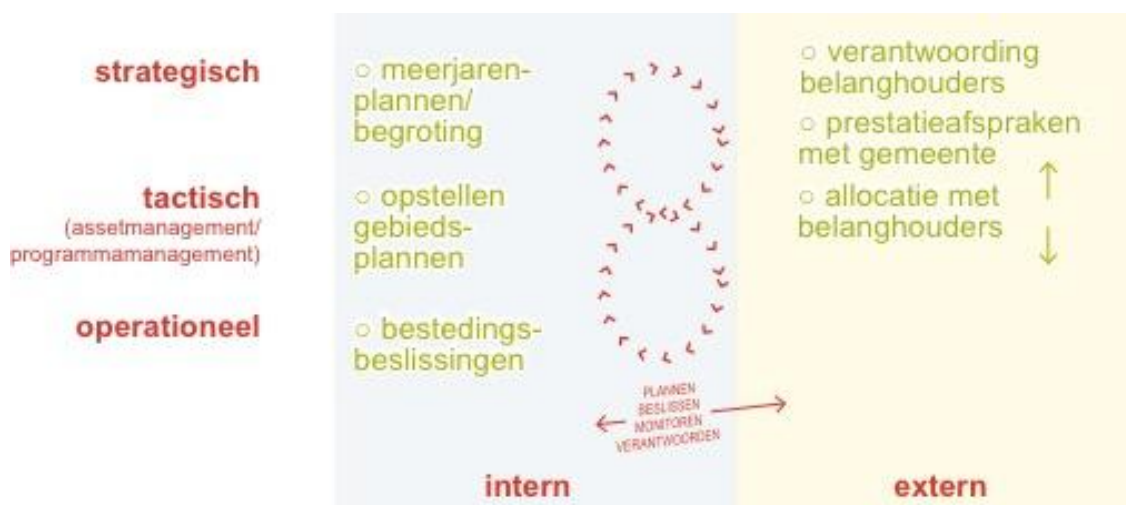 strategisch
○ meerjaren-
plannen/
begroting
○ verantwoording
belanghouders
○ prestatieafspraken
met gemeente
tactisch
(assetmanagement/
programmamanagement)
○ opstellen
gebieds-
plannen
○ allocatie met
belanghouders
operationeel
○ bestedings-
beslissingen
PLANNEN
BESLISSEN
MONITOREN
VERANTWOORDEN
intern
extern